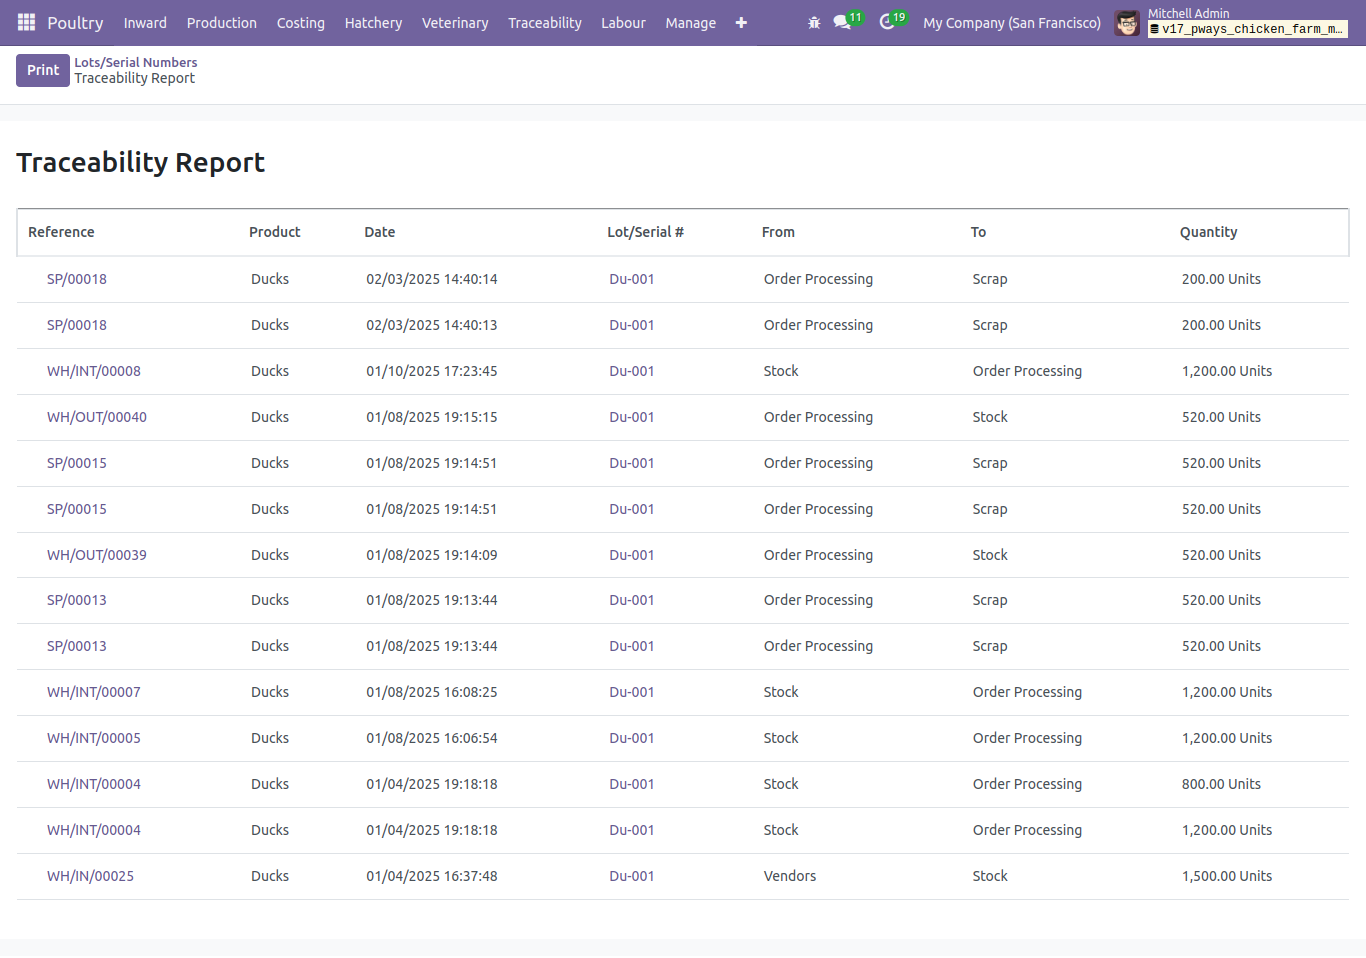 Poultry Inward Production Costing Hatchery Veterinary Traceability Labour Manage + 11 19 My Company (San Francisco) Mitchell Admin
v17_pways_chicken_farm_m...
Print Lots/Serial Numbers
Traceability Report
Traceability Report
Reference Product Date Lot/Serial # From To Quantity
SP/00018 Ducks 02/03/2025 14:40:14 Du-001 Order Processing Scrap 200.00 Units
SP/00018 Ducks 02/03/2025 14:40:13 Du-001 Order Processing Scrap 200.00 Units
WH/INT/00008 Ducks 01/10/2025 17:23:45 Du-001 Stock Order Processing 1,200.00 Units
WH/OUT/00040 Ducks 01/08/2025 19:15:15 Du-001 Order Processing Stock 520.00 Units
SP/00015 Ducks 01/08/2025 19:14:51 Du-001 Order Processing Scrap 520.00 Units
SP/00015 Ducks 01/08/2025 19:14:51 Du-001 Order Processing Scrap 520.00 Units
WH/OUT/00039 Ducks 01/08/2025 19:14:09 Du-001 Order Processing Stock 520.00 Units
SP/00013 Ducks 01/08/2025 19:13:44 Du-001 Order Processing Scrap 520.00 Units
SP/00013 Ducks 01/08/2025 19:13:44 Du-001 Order Processing Scrap 520.00 Units
WH/INT/00007 Ducks 01/08/2025 16:08:25 Du-001 Stock Order Processing 1,200.00 Units
WH/INT/00005 Ducks 01/08/2025 16:06:54 Du-001 Stock Order Processing 1,200.00 Units
WH/INT/00004 Ducks 01/04/2025 19:18:18 Du-001 Stock Order Processing 800.00 Units
WH/INT/00004 Ducks 01/04/2025 19:18:18 Du-001 Stock Order Processing 1,200.00 Units
WH/IN/00025 Ducks 01/04/2025 16:37:48 Du-001 Vendors Stock 1,500.00 Units